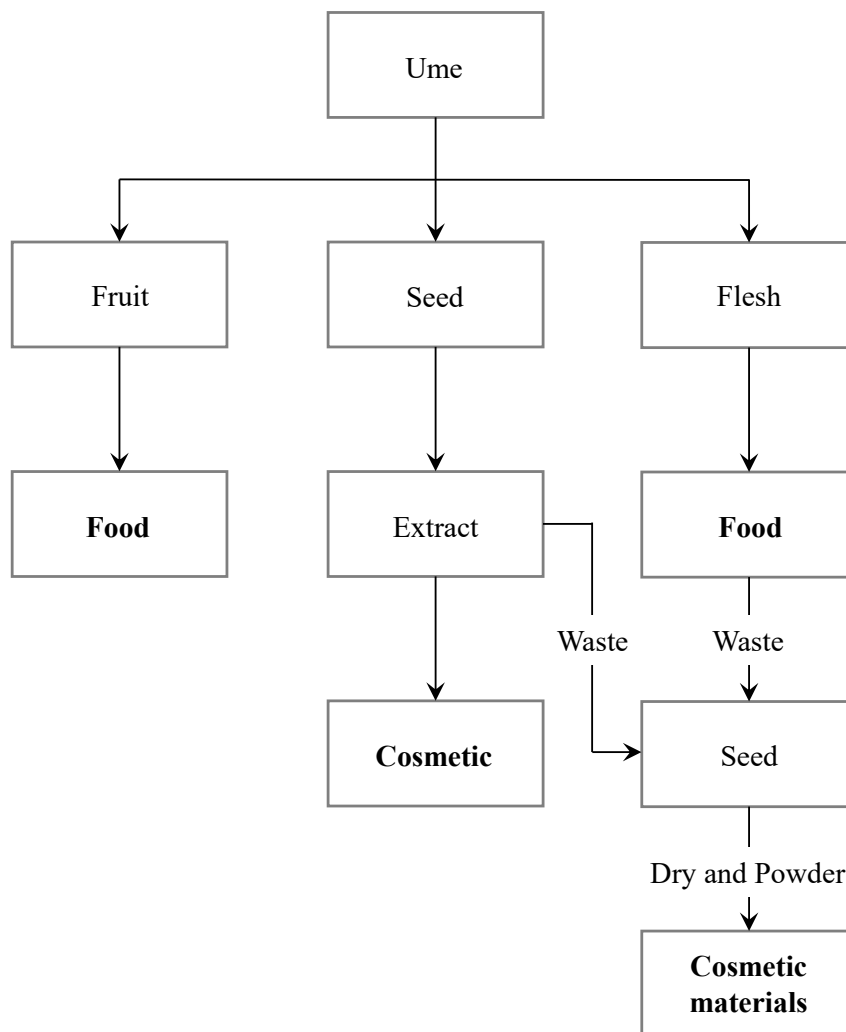 Ume
Fruit
Seed
Flesh
Food
Extract
Food
Waste
Waste
Cosmetic
Seed
Dry and Powder
Cosmetic
materials